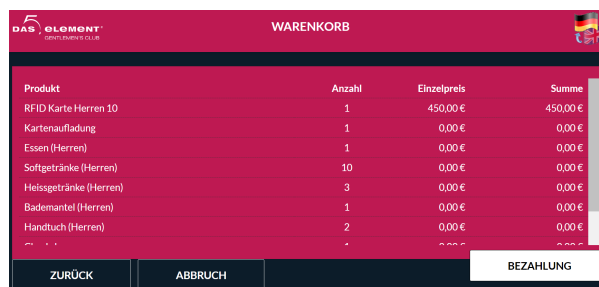 5
DAS ELEMENT
GENTLEMEN'S CLUB
WARENKORB
Produkt Anzahl Einzelpreis Summe
RFID Karte Herren 10 1 450,00 € 450,00 €
Kartenaufladung 1 0,00 € 0,00 €
Essen (Herren) 1 0,00 € 0,00 €
Softgetränke (Herren) 10 0,00 € 0,00 €
Heissgetränke (Herren) 3 0,00 € 0,00 €
Bademantel (Herren) 1 0,00 € 0,00 €
Handtuch (Herren) 2 0,00 € 0,00 €
ZURÜCK ABBRUCH BEZAHLUNG